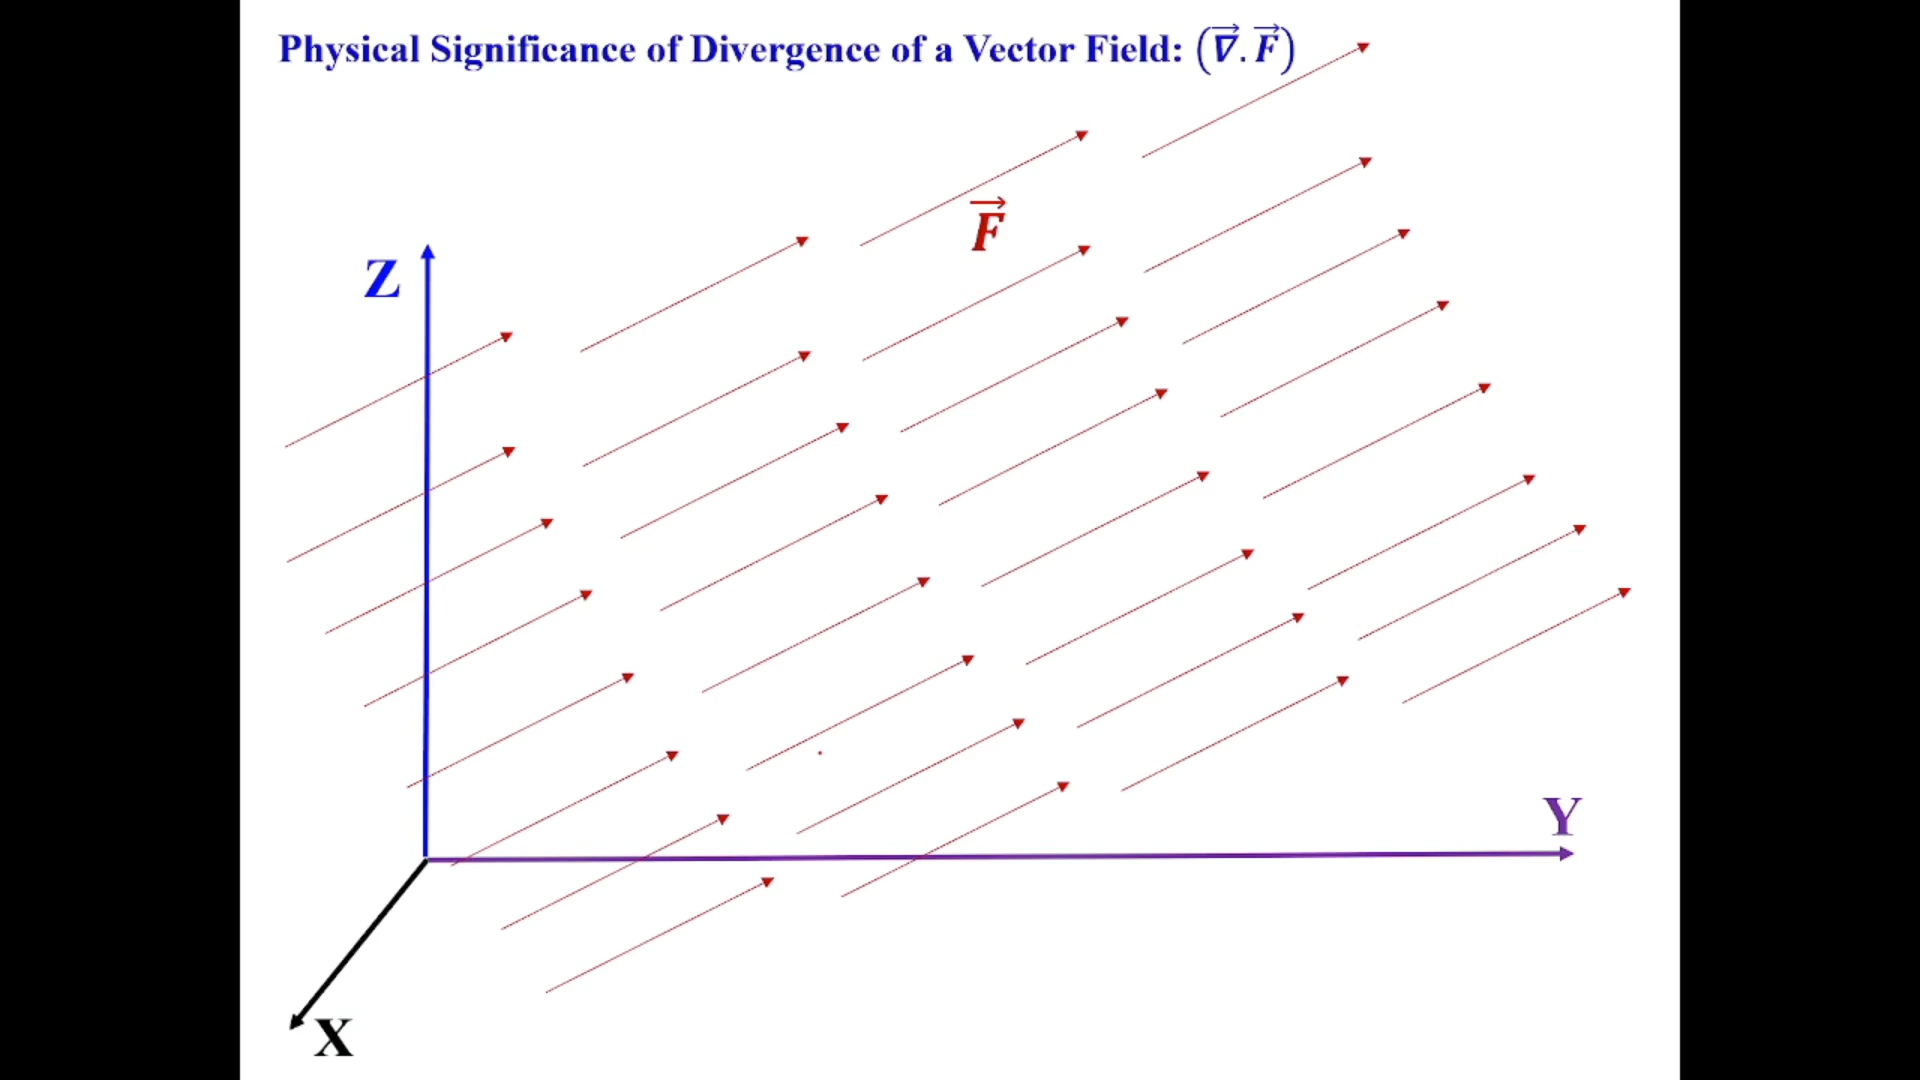 Physical Significance of Divergence of a Vector Field: (∇⃗.F⃗)
F⃗
Z
Y
X